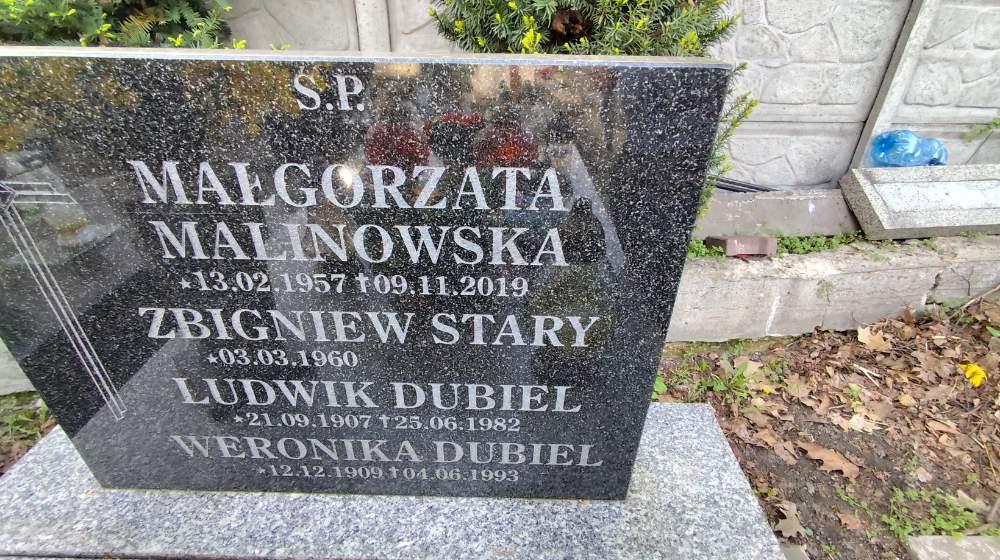 Ś.P.
MAŁGORZATA
MALINOWSKA
*13.02.1957 †09.11.2019
ZBIGNIEW STARY
*03.03.1960
LUDWIK DUBIEL
*21.09.1907 †25.06.1982
WERONIKA DUBIEL
*12.12.1909 †04.06.1993